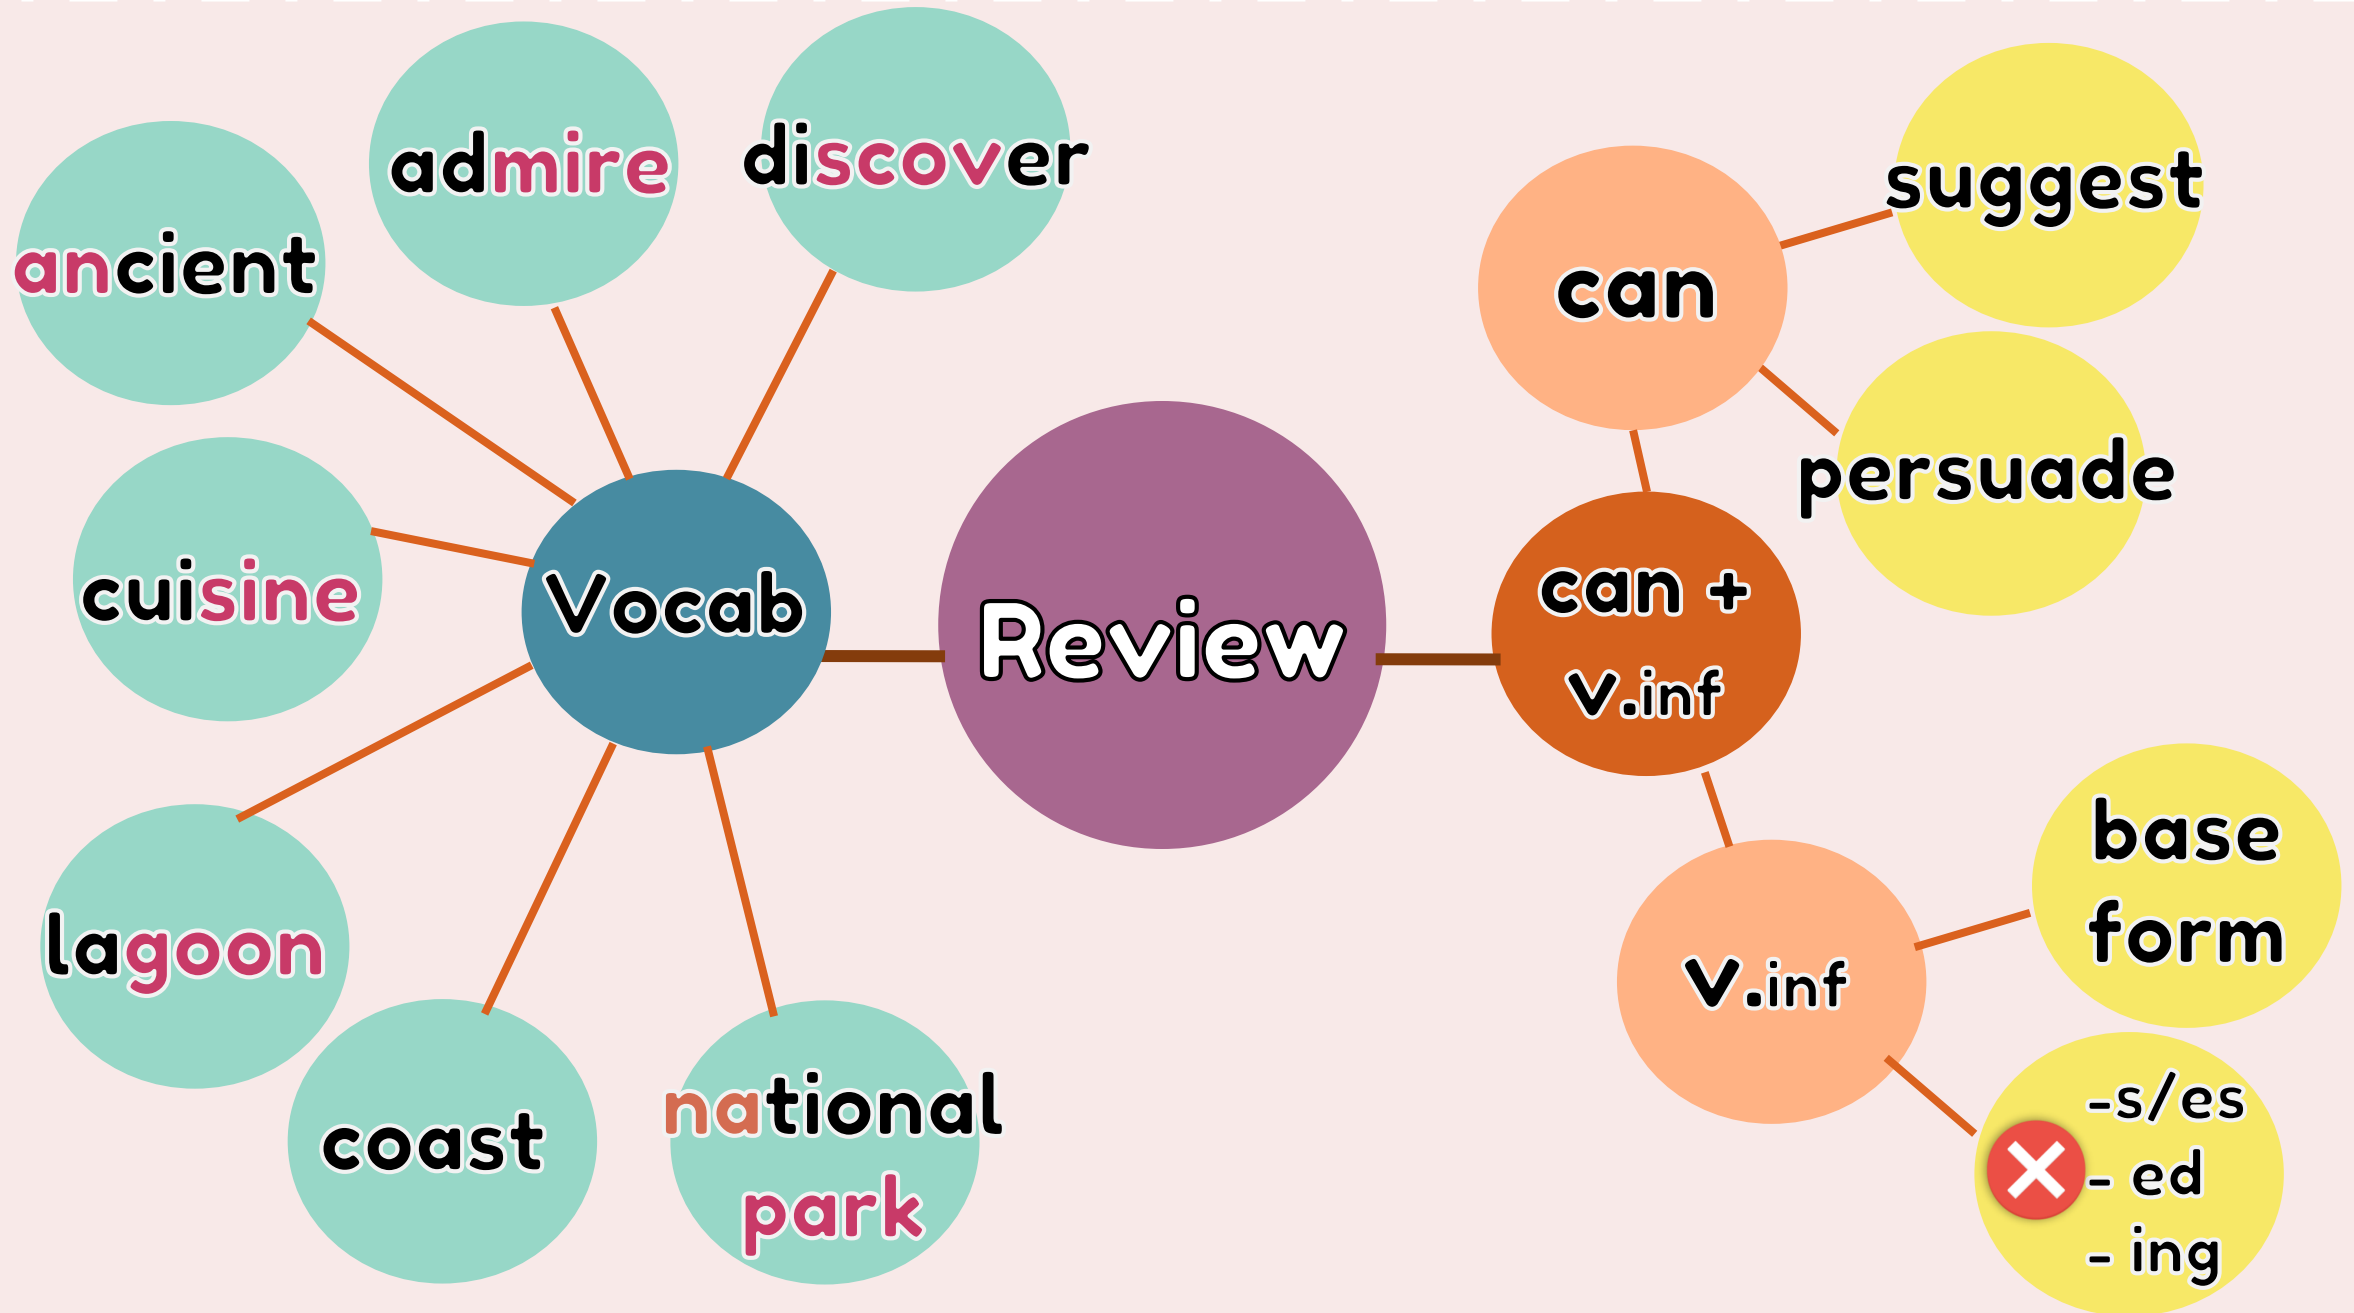 Review
Vocab
ancient
admire
discover
cuisine
lagoon
coast
national
park
can +
V.inf
can
suggest
persuade
V.inf
base
form
-s/es
- ed
- ing